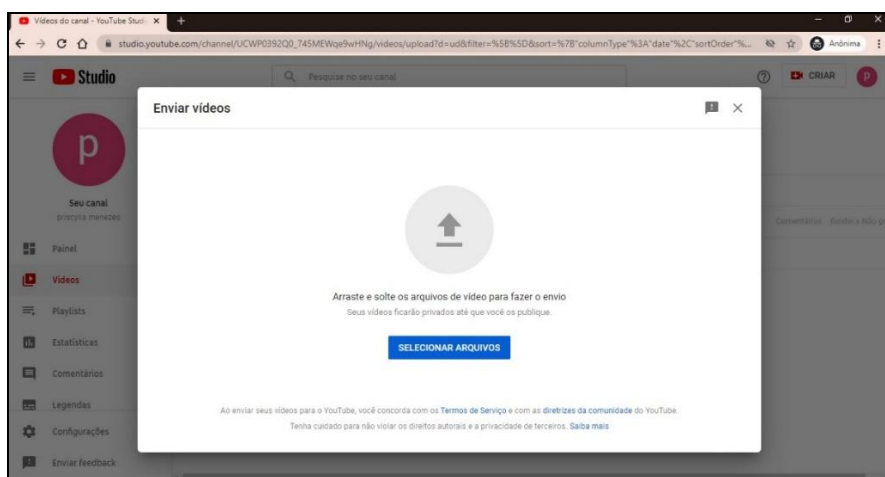 Vídeos do canal - YouTube Stud
studio.youtube.com/channel/UCWP0392Q0_745MEWqe9wHNg/videos/upload?d=ud&filter=%5B%5D&sort=%7B"columnType"%3A"date"%2C"sortOrder"%...
Anônima
Studio
Pesquise no seu canal
CRIAR
p
Enviar vídeos
p
Seu canal
priscylla menezes
Painel
Vídeos
Playlists
Estatísticas
Comentários
Legendas
Configurações
Enviar feedback
Arraste e solte os arquivos de vídeo para fazer o envio
Seus vídeos ficarão privados até que você os publique.
SELECIONAR ARQUIVOS
Ao enviar seus vídeos para o YouTube, você concorda com os Termos de Serviço e com as diretrizes da comunidade do YouTube.
Tenha cuidado para não violar os direitos autorais e a privacidade de terceiros. Saiba mais
Comentários